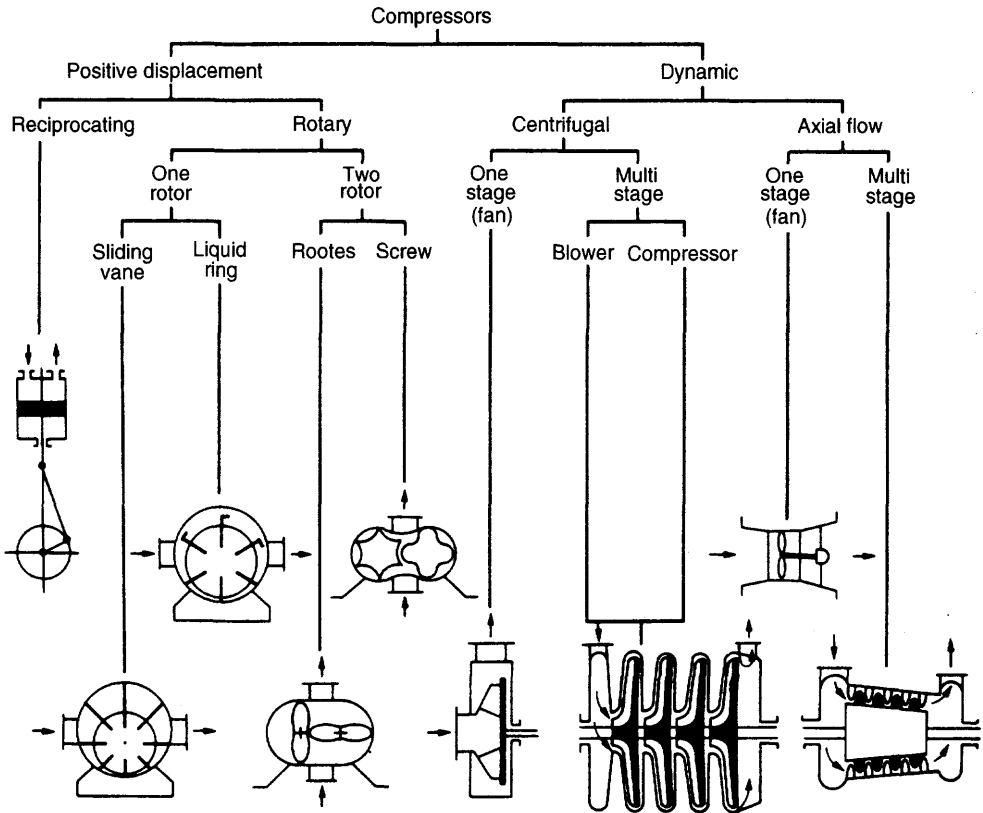 Compressors
Positive displacement
Dynamic
Reciprocating
Rotary
Centrifugal
Axial flow
One
rotor
Two
rotor
One
stage
(fan)
Multi
stage
One
stage
(fan)
Multi
stage
Sliding
vane
Liquid
ring
Rootes
Screw
Blower
Compressor